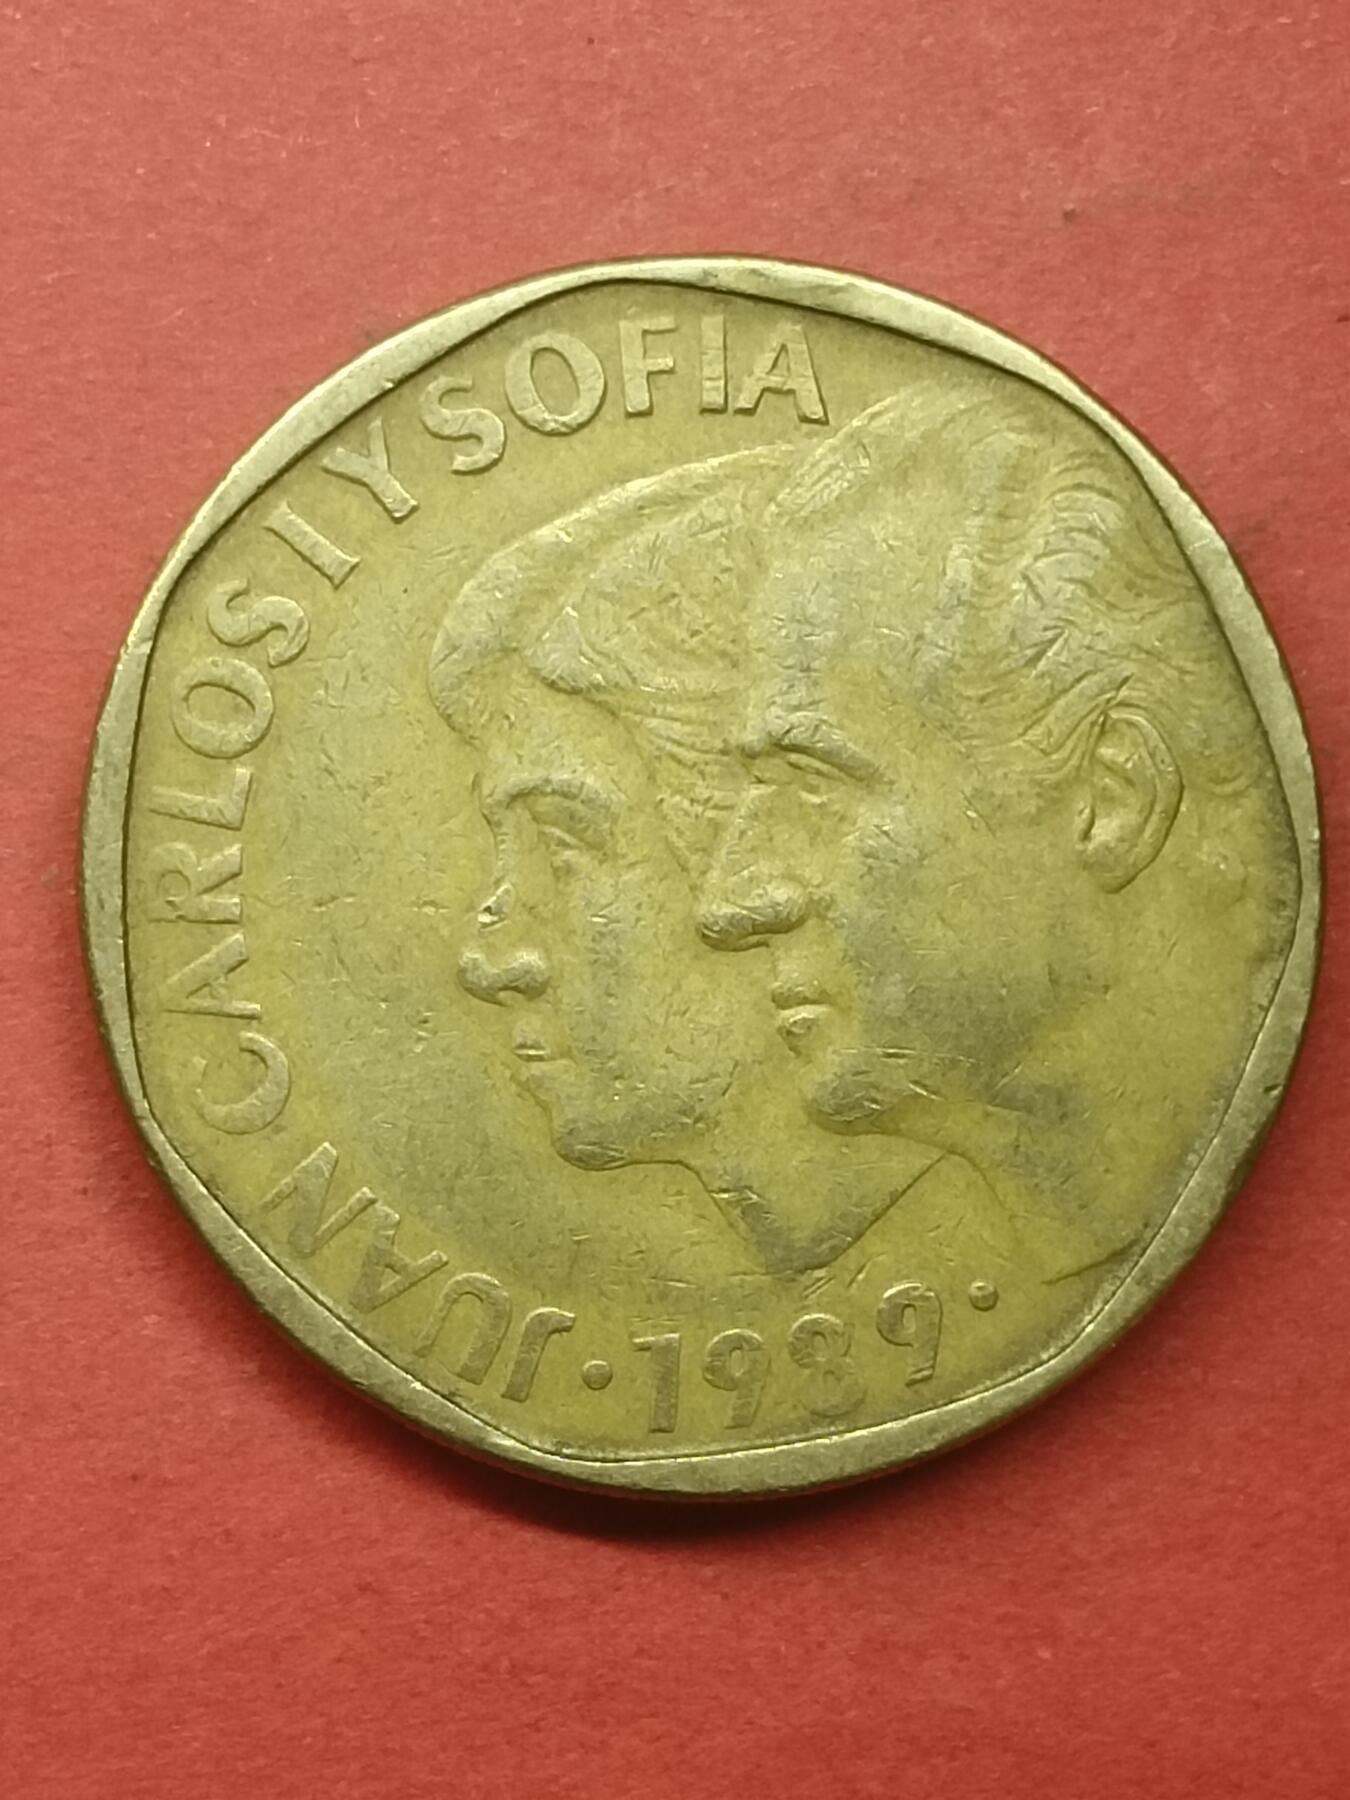 JUAN CARLOS I Y SOFIA
· 1989 ·